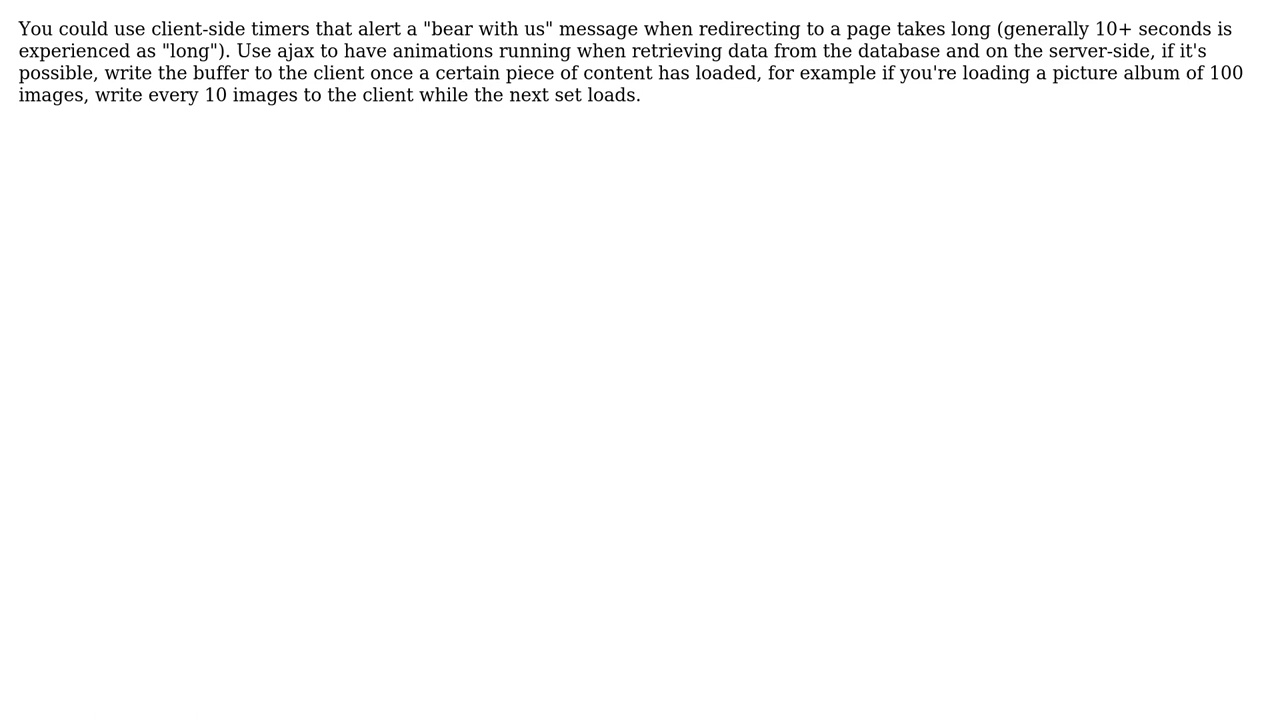 You could use client-side timers that alert a "bear with us" message when redirecting to a page takes long (generally 10+ seconds is
experienced as "long"). Use ajax to have animations running when retrieving data from the database and on the server-side, if it's
possible, write the buffer to the client once a certain piece of content has loaded, for example if you're loading a picture album of 100
images, write every 10 images to the client while the next set loads.